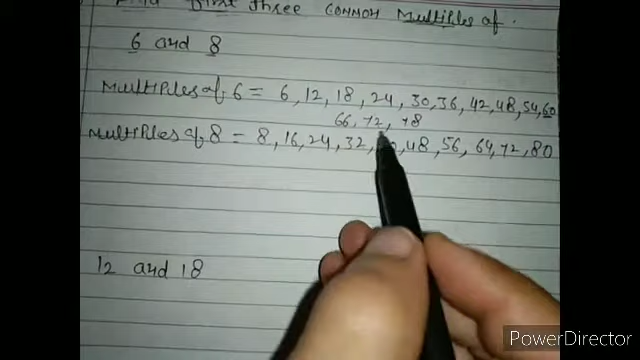 Find first three common Multiples of .
6 and 8
Multiples of 6 = 6, 12, 18, 24, 30, 36, 42, 48, 54, 60
66, 72, 78
Multiples of 8 = 8, 16, 24, 32, 48, 56, 64, 72, 80
12 and 18
PowerDirector